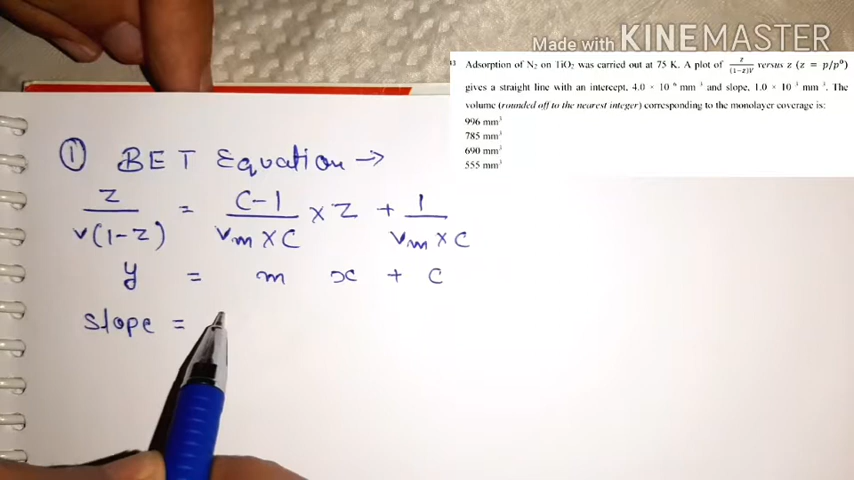 Made with KINEMASTER
Adsorption of N₂ on TiO₂ was carried out at 75 K. A plot of z/((1−z)V) versus z (z = p/p⁰)
gives a straight line with an intercept, 4.0 × 10 ⁶ mm ³ and slope, 1.0 × 10 ³ mm ³. The
volume (rounded off to the nearest integer) corresponding to the monolayer coverage is:
996 mm³
785 mm³
690 mm³
555 mm³
① BET Equation →
z/(v(1-z)) = (C-1)/(Vm × C) × z + 1/(Vm × C)
y = m x + c
Slope =